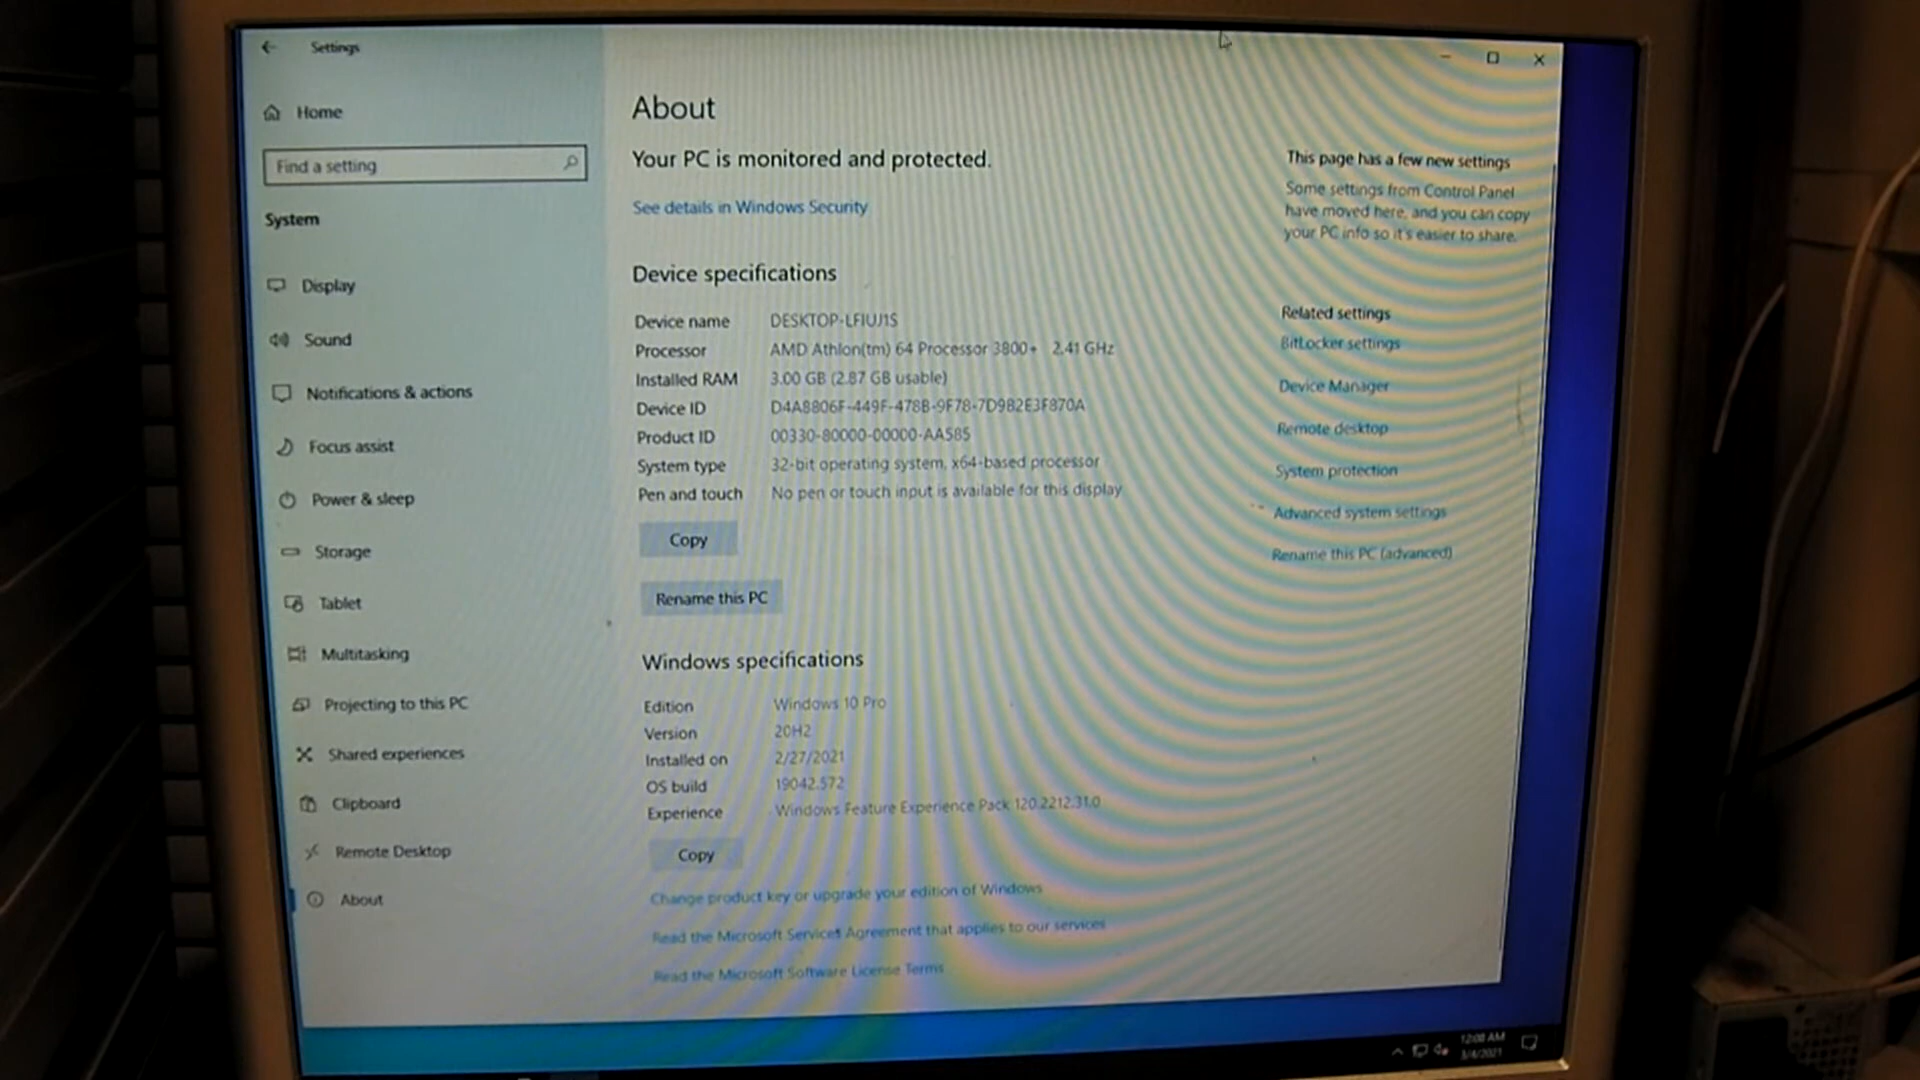 Settings
Home
Find a setting
System
Display
Sound
Notifications & actions
Focus assist
Power & sleep
Storage
Tablet
Multitasking
Projecting to this PC
Shared experiences
Clipboard
Remote Desktop
About
About
Your PC is monitored and protected.
See details in Windows Security
Device specifications
Device name DESKTOP-LFIUJ1S
Processor AMD Athlon(tm) 64 Processor 3800+ 2.41 GHz
Installed RAM 3.00 GB (2.87 GB usable)
Device ID D4A8806F-449F-478B-9F78-7D9B2E3F870A
Product ID 00330-80000-00000-AA585
System type 32-bit operating system, x64-based processor
Pen and touch No pen or touch input is available for this display
Copy
Rename this PC
Windows specifications
Edition Windows 10 Pro
Version 20H2
Installed on 2/27/2021
OS build 19042.572
Experience Windows Feature Experience Pack 120.2212.31.0
Copy
Change product key or upgrade your edition of Windows
Read the Microsoft Services Agreement that applies to our services
Read the Microsoft Software License Terms
This page has a few new settings
Some settings from Control Panel
have moved here, and you can copy
your PC info so it's easier to share.
Related settings
BitLocker settings
Device Manager
Remote desktop
System protection
Advanced system settings
Rename this PC (advanced)
12:08 AM
3/4/2021